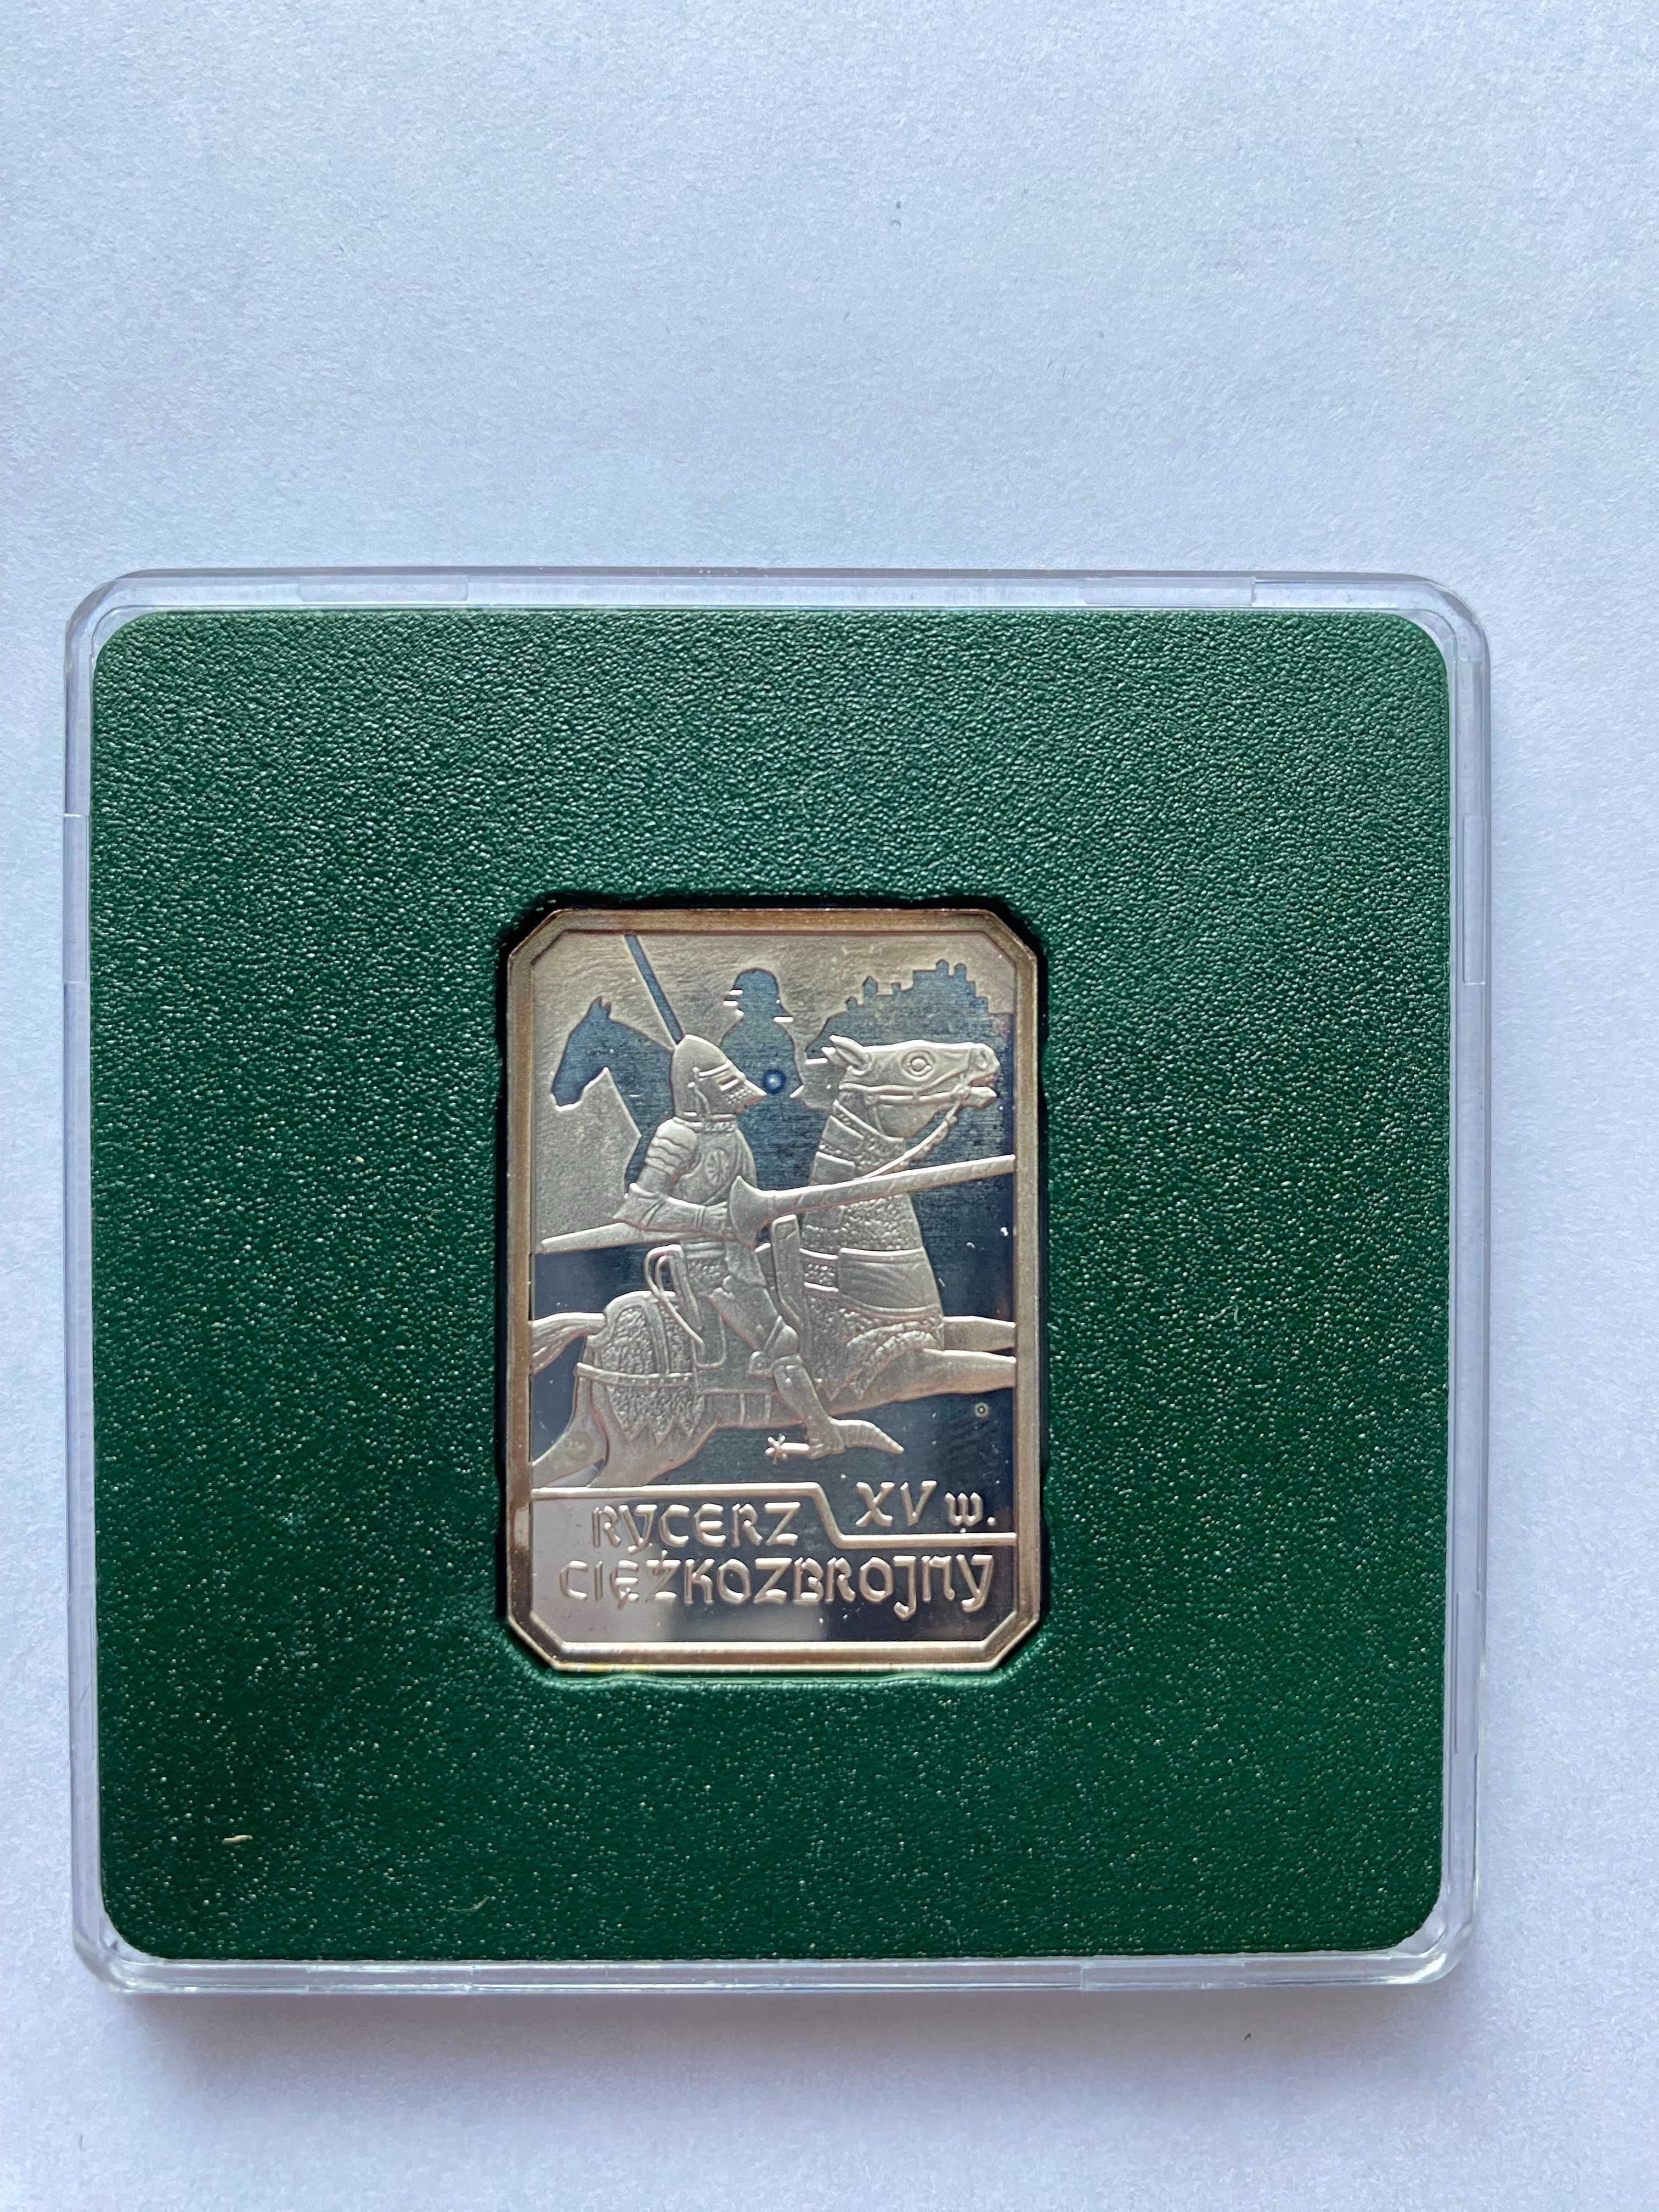 RYCERZ XV w.
CIĘŻKOZBROJNY